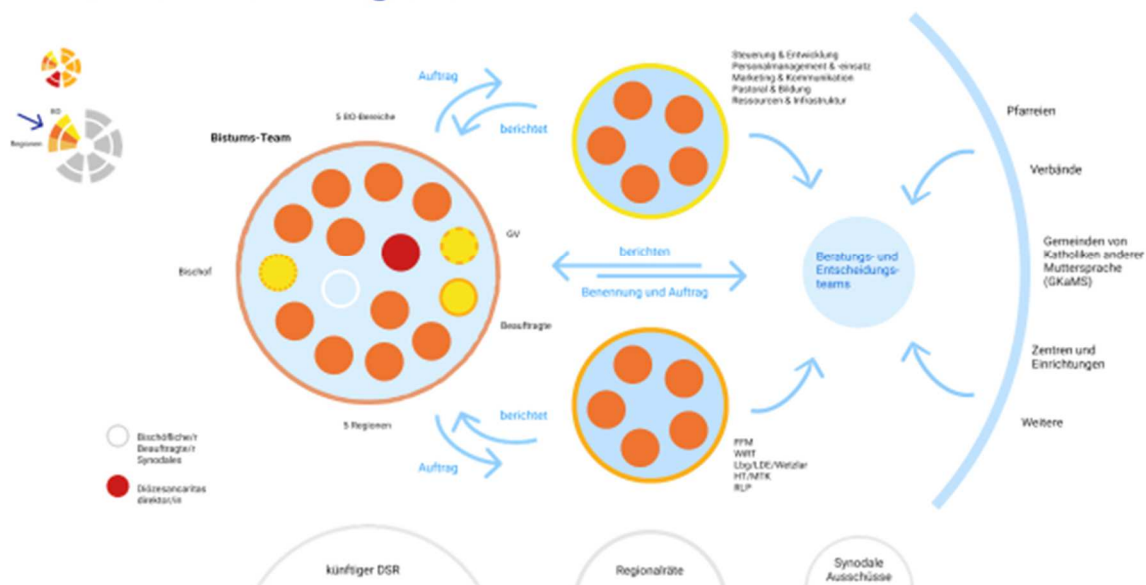 Auftrag
berichtet
5 BO-Bereiche
Bistums-Team
BO
Regionen
Bischof
GV
Beauftragte
5 Regionen
Bischöfliche/r
Beauftragte/r
Synodales
Diözesancaritas
direktor/in
Steuerung & Entwicklung
Personalmanagement & -einsatz
Marketing & Kommunikation
Pastoral & Bildung
Ressourcen & Infrastruktur
berichten
Benennung und Auftrag
berichtet
Auftrag
FFM
WIRT
Lbg/LDE/Wetzlar
HT/MTK
RLP
Beratungs- und
Entscheidungs-
teams
Pfarreien
Verbände
Gemeinden von
Katholiken anderer
Muttersprache
(GKaMS)
Zentren und
Einrichtungen
Weitere
künftiger DSR
Regionalräte
Synodale
Ausschüsse